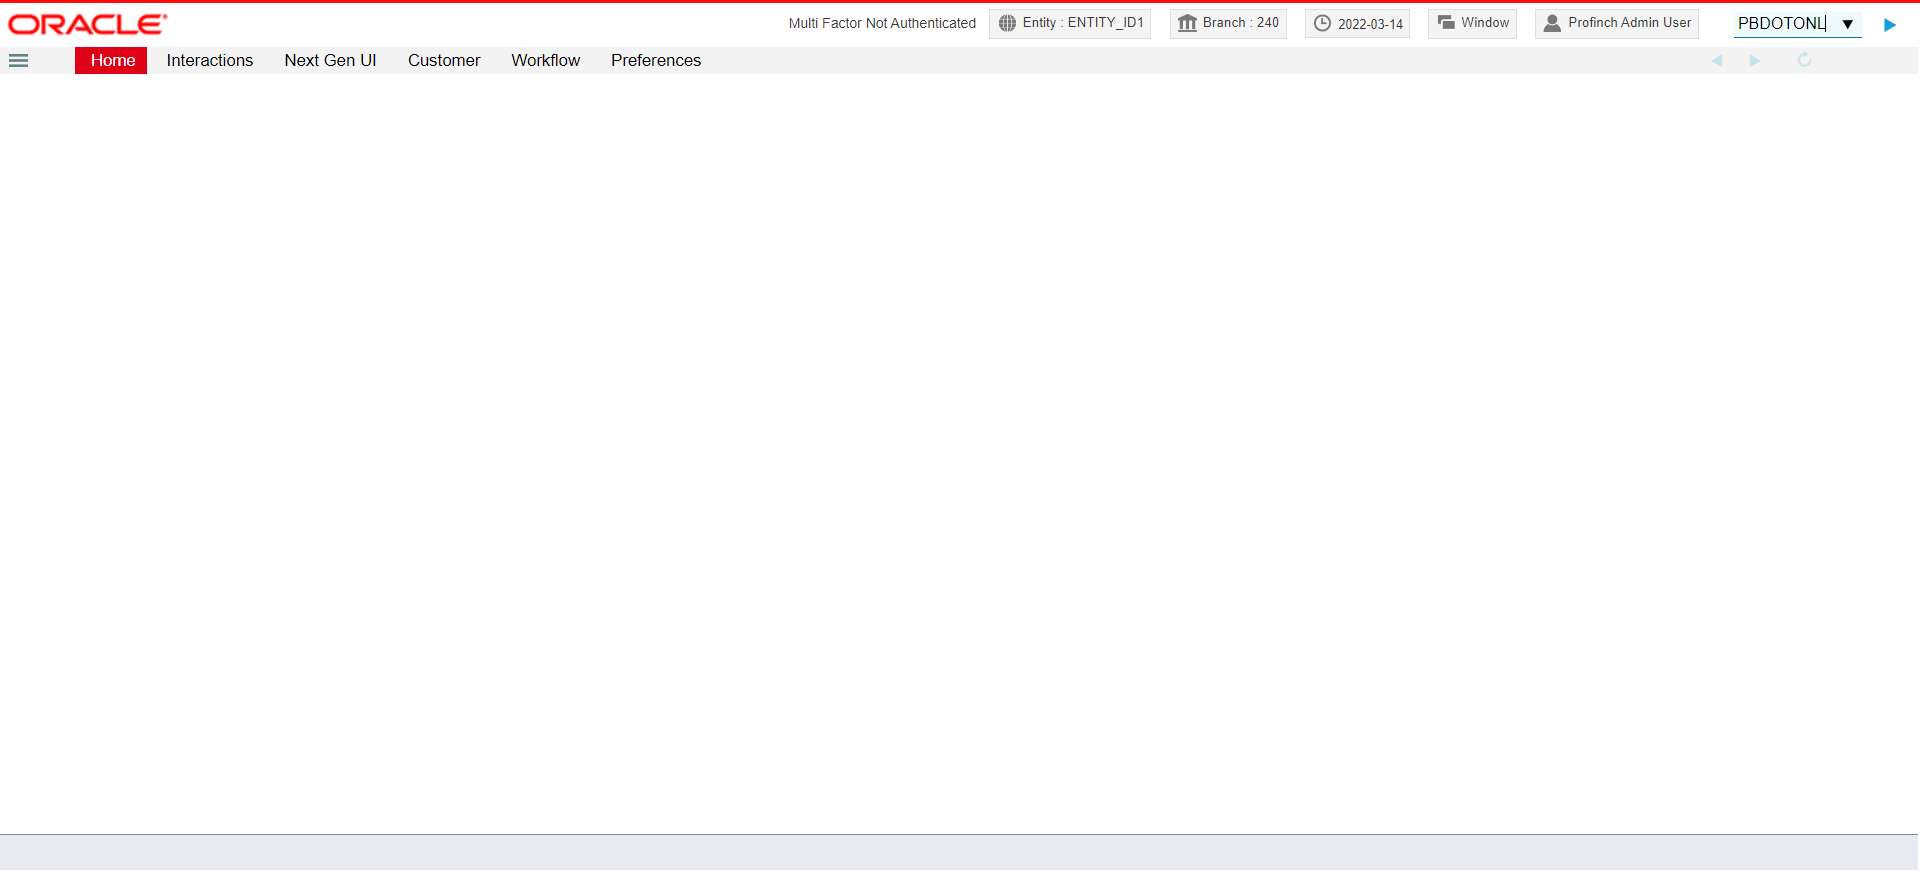 ORACLE
Multi Factor Not Authenticated Entity : ENTITY_ID1 Branch : 240 2022-03-14 Window Profinch Admin User PBDOTONL
Home Interactions Next Gen UI Customer Workflow Preferences